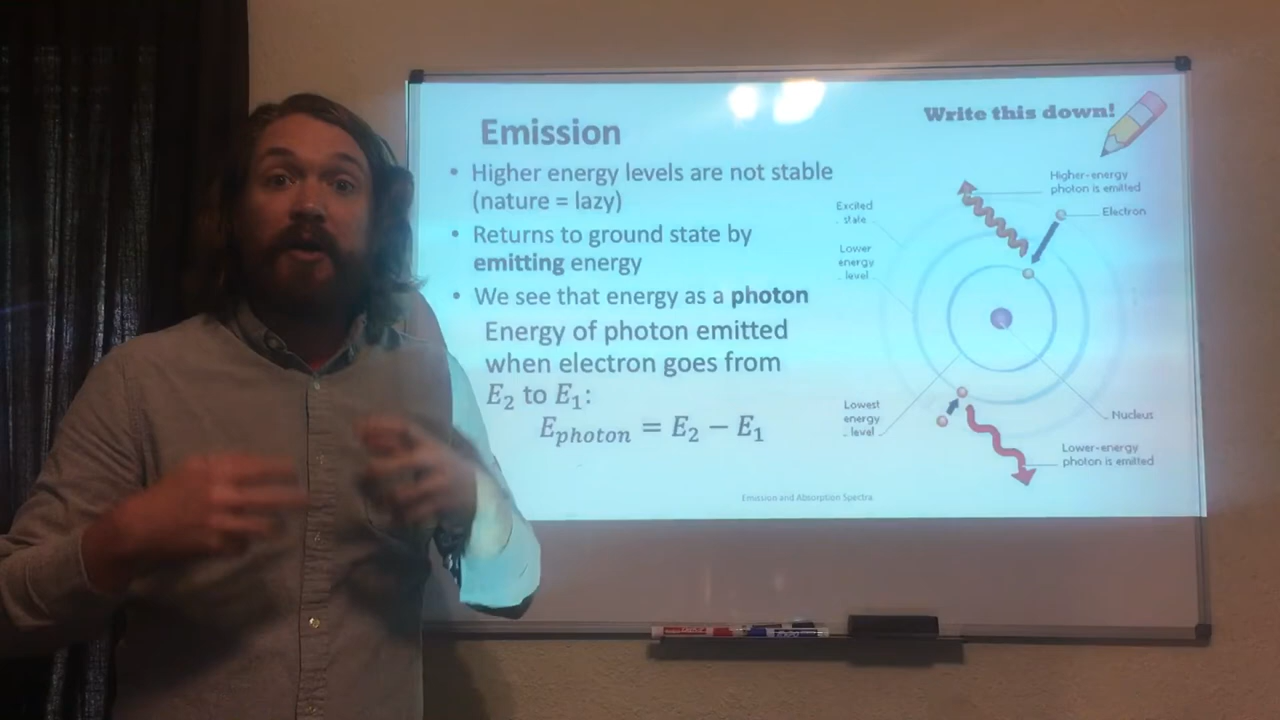 Write this down!
Emission
• Higher energy levels are not stable
(nature = lazy)
• Returns to ground state by
emitting energy
• We see that energy as a photon
Energy of photon emitted
when electron goes from
E₂ to E₁:
Eₚₕₒₜₒₙ = E₂ − E₁
Higher-energy
photon is emitted
Electron
Excited
state
Lower
energy
level
Lowest
energy
level
Nucleus
Lower-energy
photon is emitted
Emission and Absorption Spectra